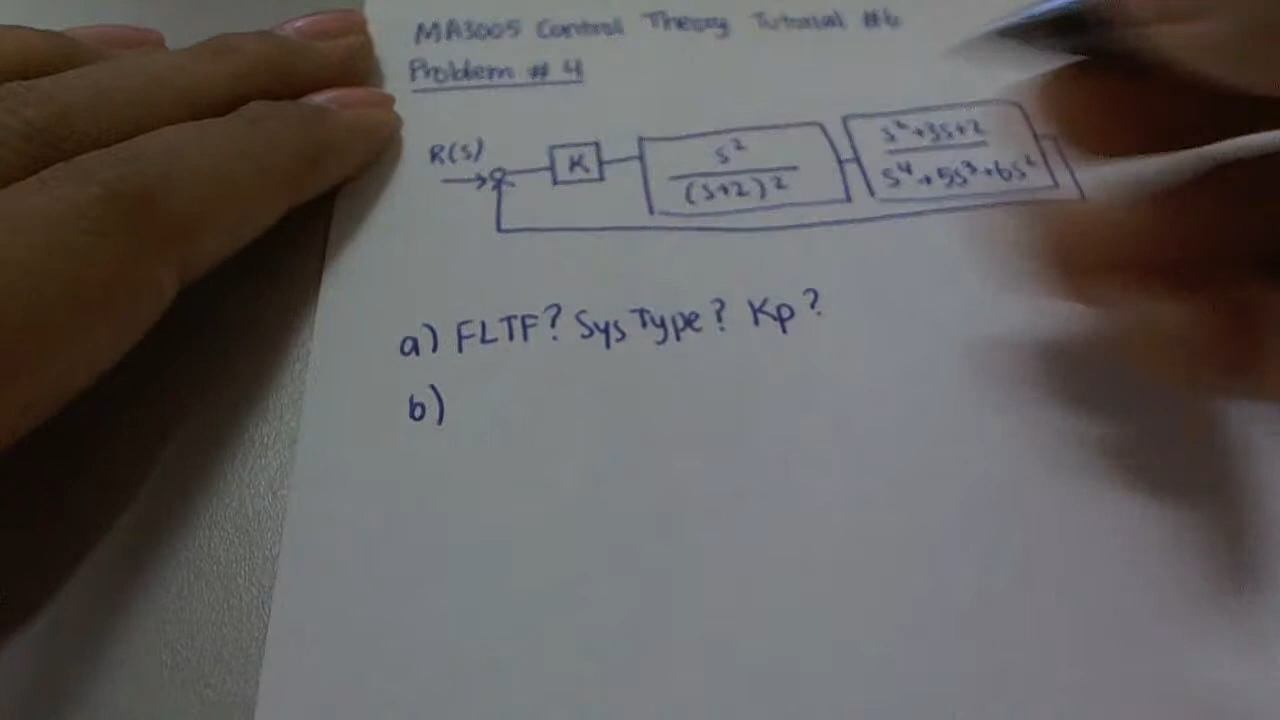 MA3005 Control Theory Tutorial #6
Problem # 4
R(s)
K
s²
(s+2)²
s²+3s+2
s⁴+5s³+6s²
a) FLTF? Sys Type? Kp?
b)